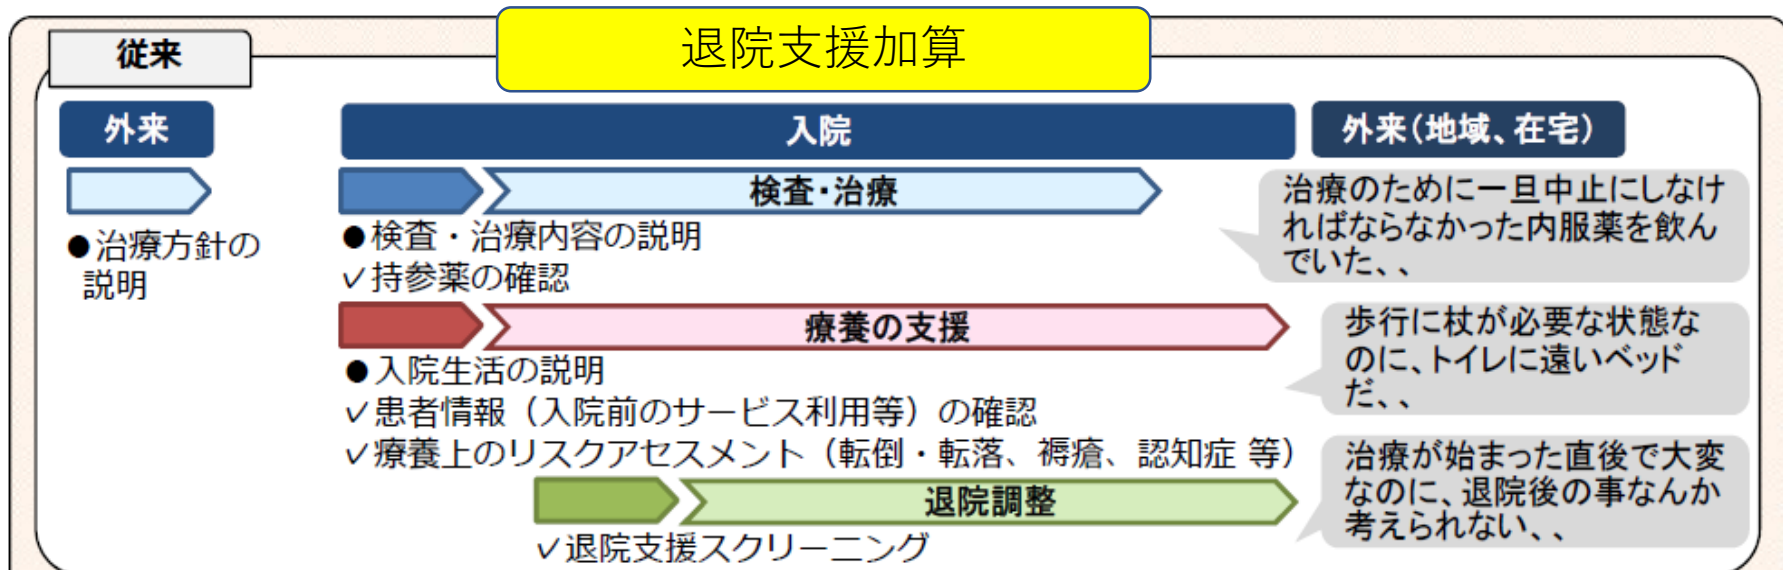 退院支援加算
従来
外来
入院
外来(地域、在宅)
検査・治療
●治療方針の
説明
●検査・治療内容の説明
✓持参薬の確認
治療のために一旦中止にしなけ
ればならなかった内服薬を飲ん
でいた、、
療養の支援
●入院生活の説明
✓患者情報（入院前のサービス利用等）の確認
✓療養上のリスクアセスメント（転倒・転落、褥瘡、認知症 等）
歩行に杖が必要な状態な
のに、トイレに遠いベッド
だ、、
退院調整
✓退院支援スクリーニング
治療が始まった直後で大変
なのに、退院後の事なんか
考えられない、、